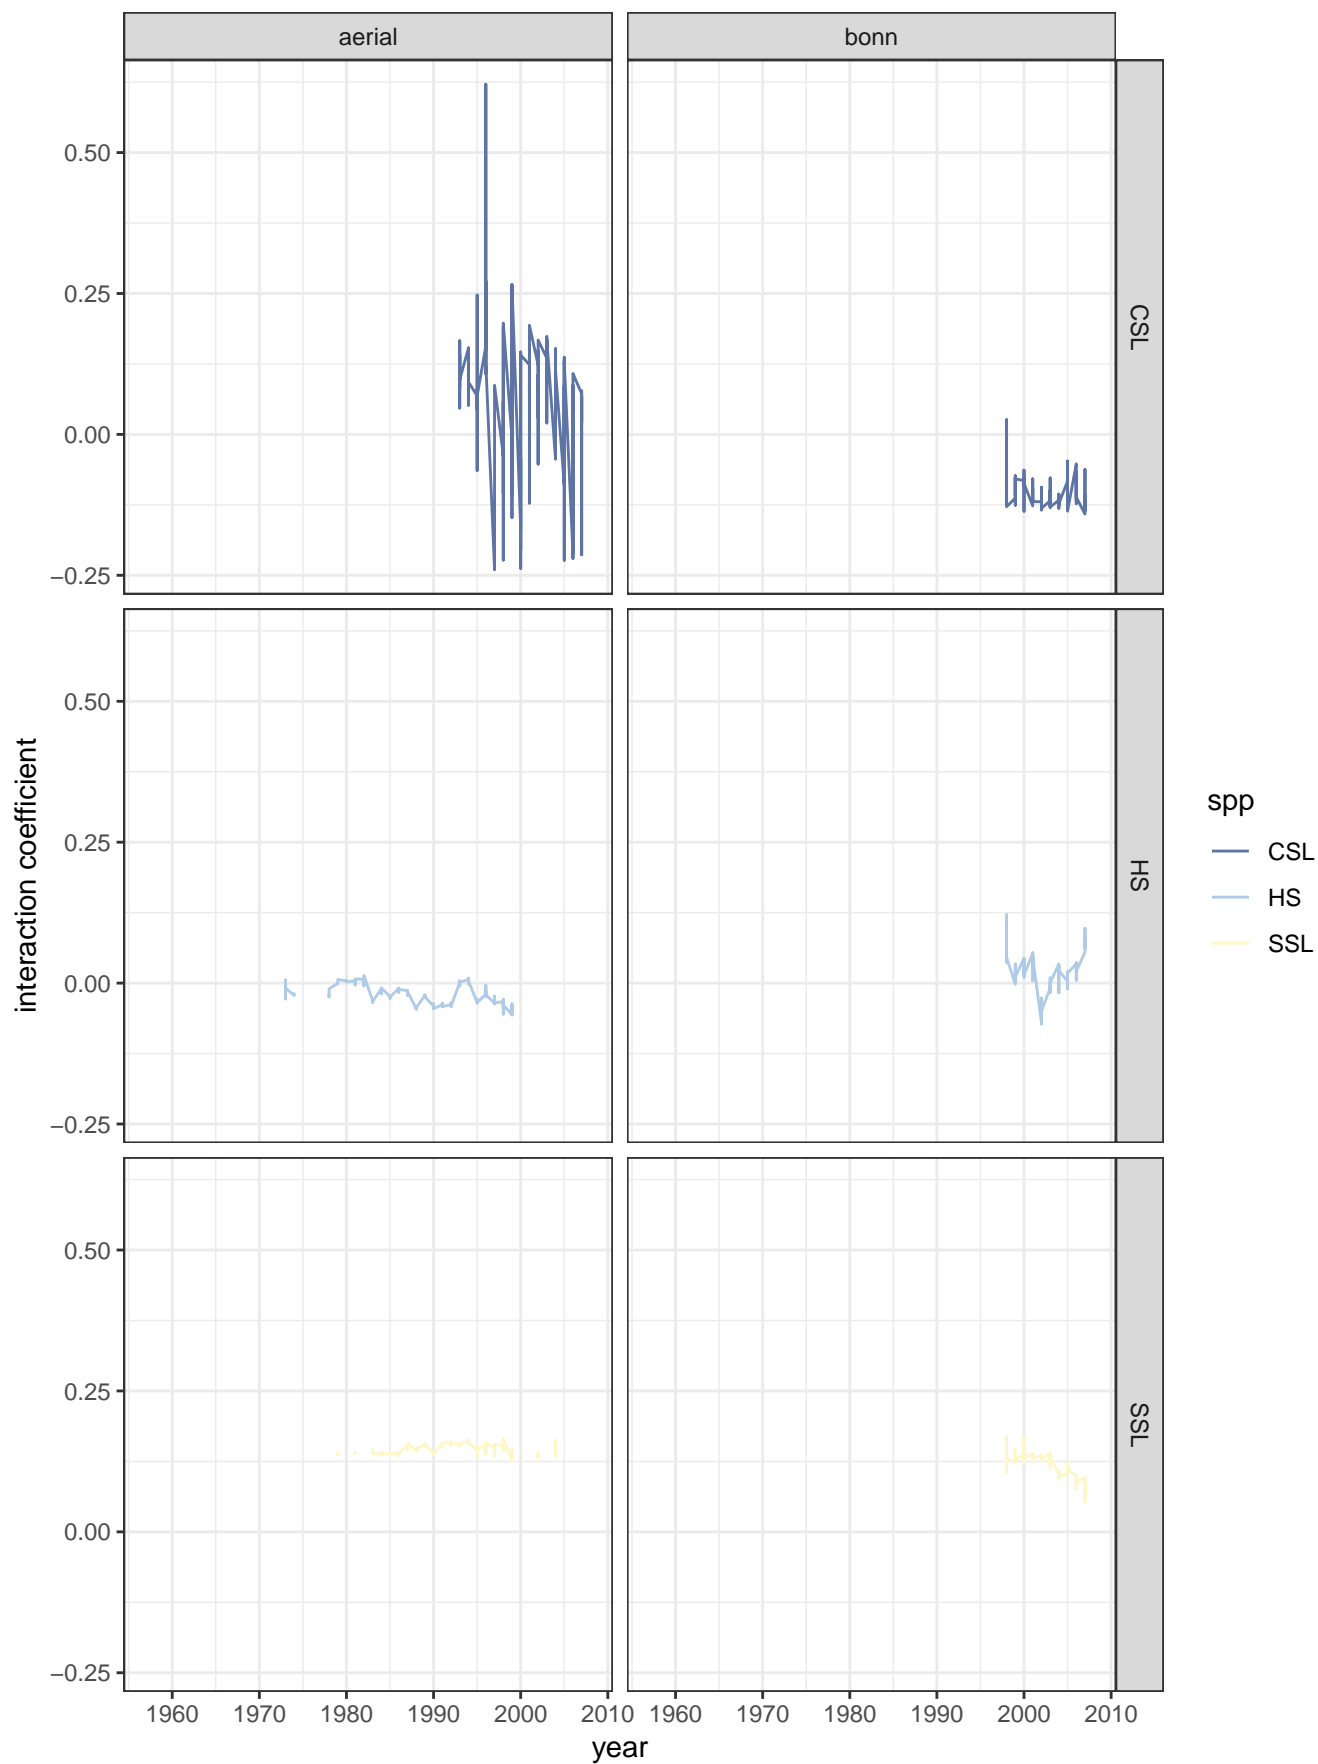 aerial bonn
0.50
0.25
0.00
−0.25
CSL
0.50
0.25
0.00
−0.25
HS
0.50
0.25
0.00
−0.25
SSL
1960 1970 1980 1990 2000 2010 1960 1970 1980 1990 2000 2010
year
interaction coefficient
spp
CSL
HS
SSL